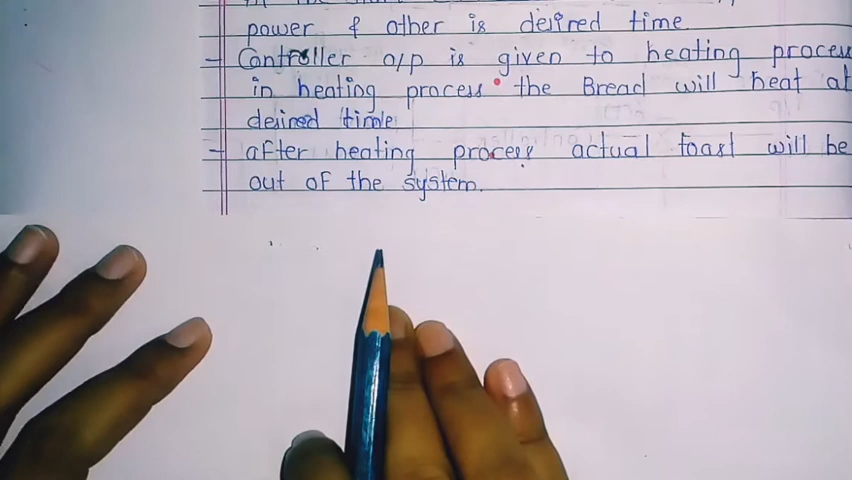 power & other is desired time
- Controller o/p is given to heating process
in heating process the Bread will heat at
desired time
- after heating process actual toast will be
out of the system.